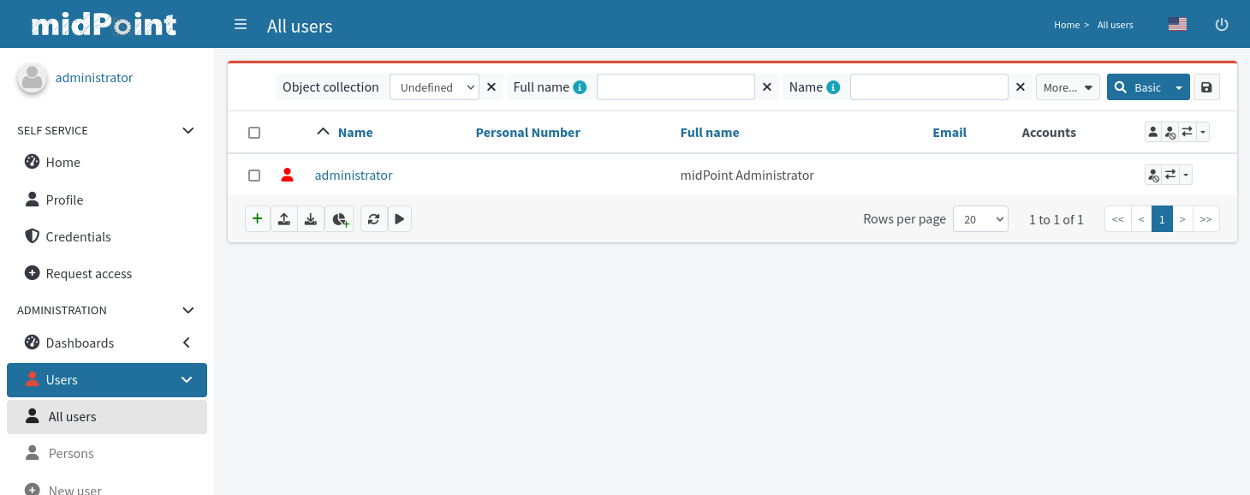 midPoint
All users
Home >
All users
administrator
SELF SERVICE
Home
Profile
Credentials
Request access
ADMINISTRATION
Dashboards
Users
All users
Persons
New user
Object collection Undefined Full name Name More... Basic
Name Personal Number Full name Email Accounts
administrator midPoint Administrator
Rows per page 20 1 to 1 of 1 << < 1 > >>